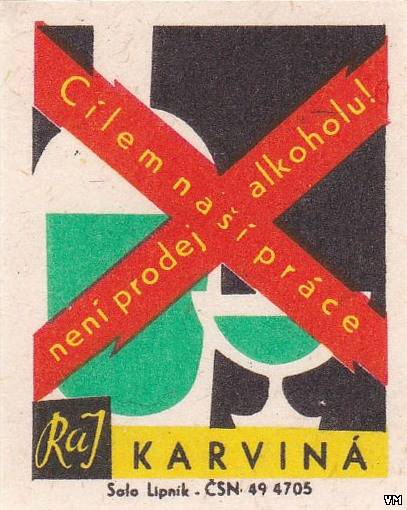 Cílem naší práce
není prodej alkoholu!
RaJ KARVINÁ
Solo Lipník - ČSN 49 4705
VM